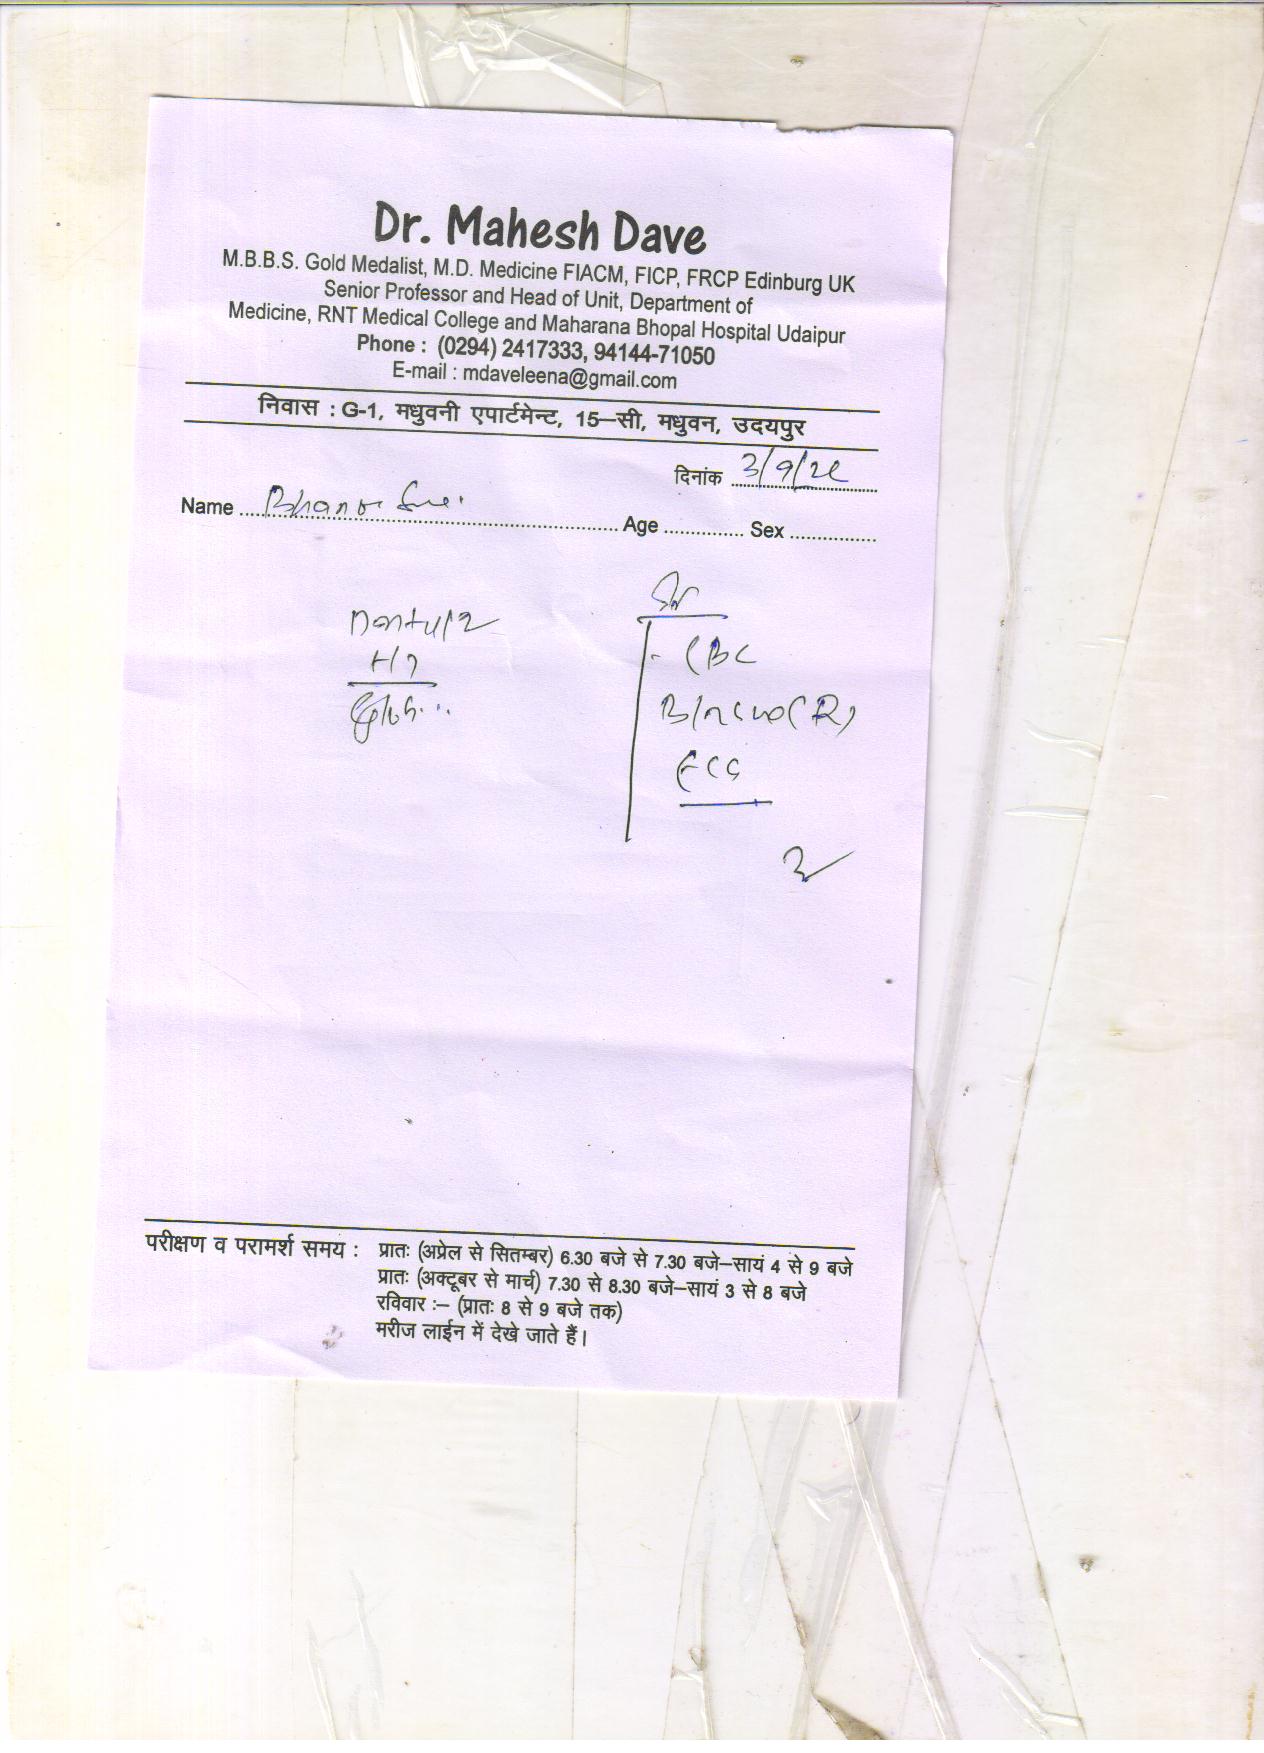 Dr. Mahesh Dave
M.B.B.S. Gold Medalist, M.D. Medicine FIACM, FICP, FRCP Edinburg UK
Senior Professor and Head of Unit, Department of
Medicine, RNT Medical College and Maharana Bhopal Hospital Udaipur
Phone : (0294) 2417333, 94144-71050
E-mail : mdaveleena@gmail.com
निवास : G-1, मधुवनी एपार्टमेन्ट, 15–सी, मधुवन, उदयपुर
दिनांक 3/9/22
Name Bhanor Age Sex
CBC
(R)
ECG
परीक्षण व परामर्श समय : प्रातः (अप्रेल से सितम्बर) 6.30 बजे से 7.30 बजे–सायं 4 से 9 बजे
प्रातः (अक्टूबर से मार्च) 7.30 से 8.30 बजे–सायं 3 से 8 बजे
रविवार :– (प्रातः 8 से 9 बजे तक)
मरीज लाईन में देखे जाते हैं।